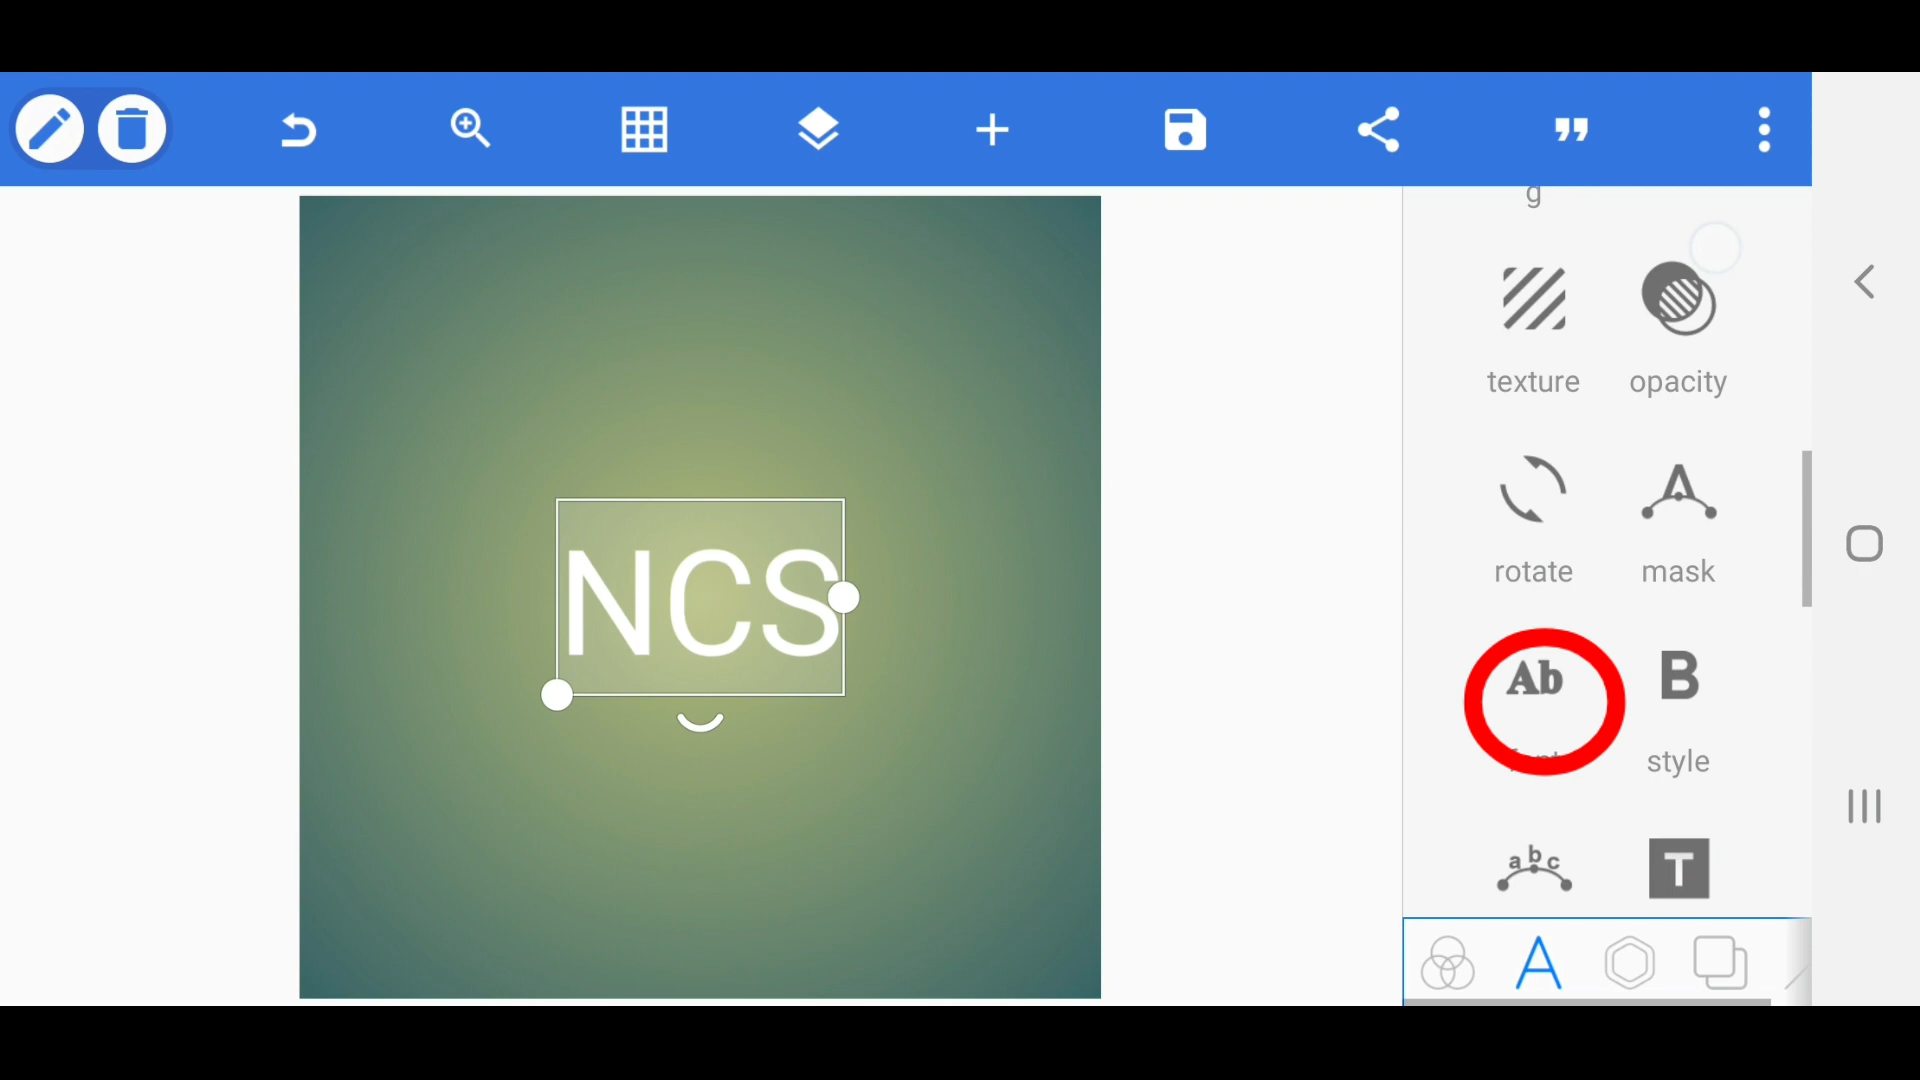 g
texture opacity
NCS
rotate mask
Ab B
style
abc T
A